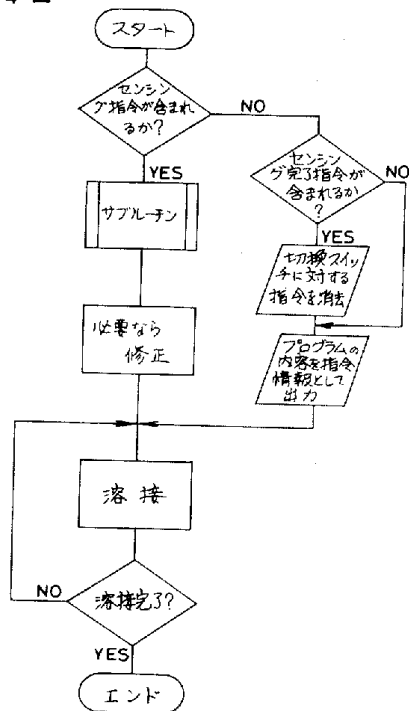 スタート
センシン
グ指令が含まれ
るか?
NO
YES
センシン
グ完了指令が
含まれるか
?
NO
YES
サブルーチン
切換スイッ
チに対する
指令を消去
必要なら
修正
プログラムの
内容を指令
情報として
出力
溶接
NO
溶接完了?
YES
エンド